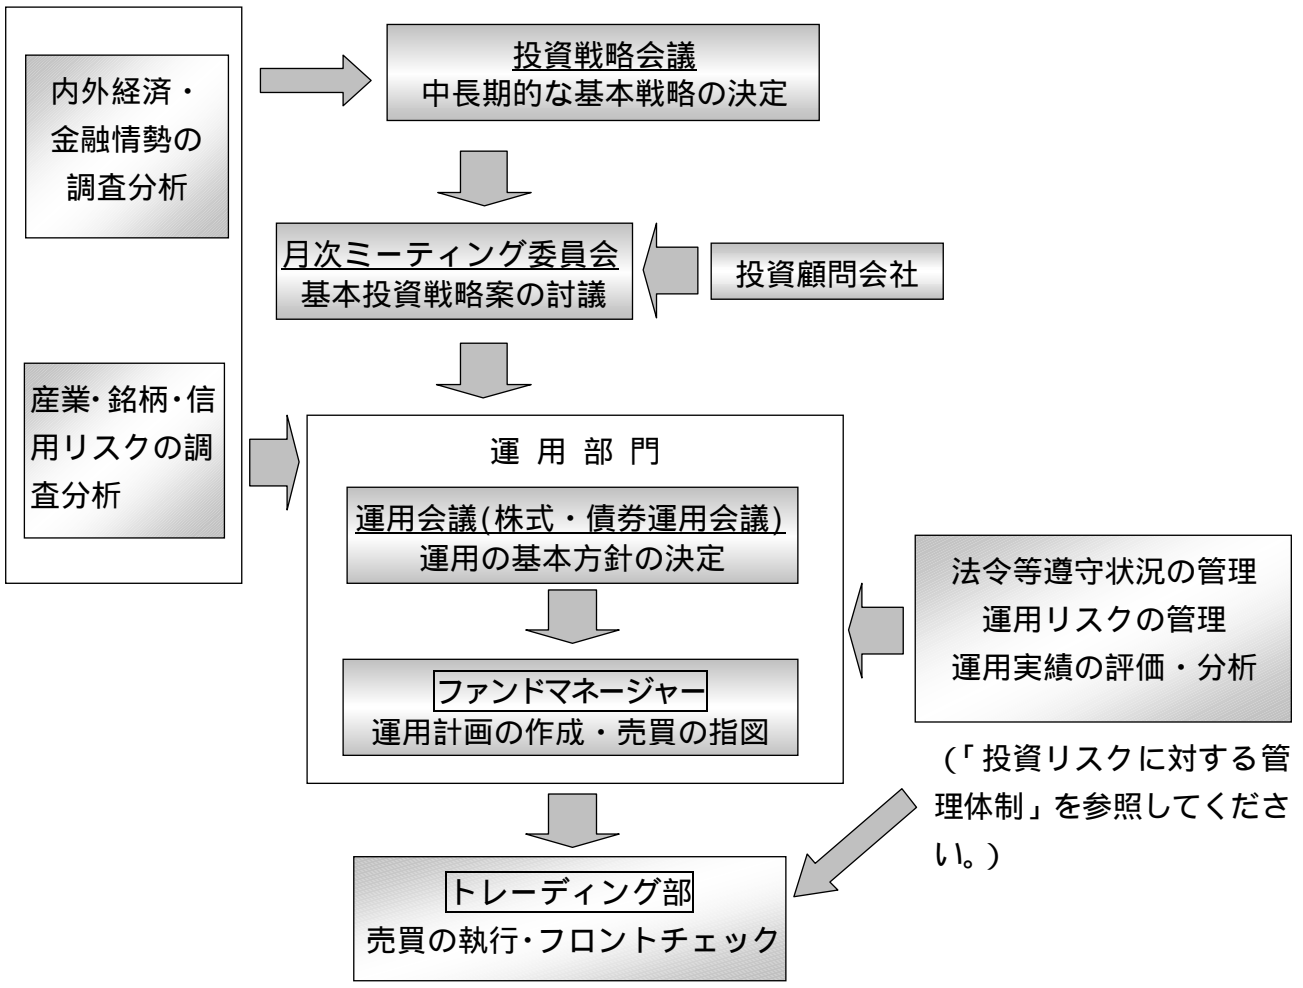 内外経済・
金融情勢の
調査分析
投資戦略会議
中長期的な基本戦略の決定
月次ミーティング委員会
基本投資戦略案の討議
投資顧問会社
産業・銘柄・信
用リスクの調
査分析
運用部門
運用会議(株式・債券運用会議)
運用の基本方針の決定
ファンドマネージャー
運用計画の作成・売買の指図
法令等遵守状況の管理
運用リスクの管理
運用実績の評価・分析
(「投資リスクに対する管
理体制」を参照してくださ
い。)
トレーディング部
売買の執行・フロントチェック